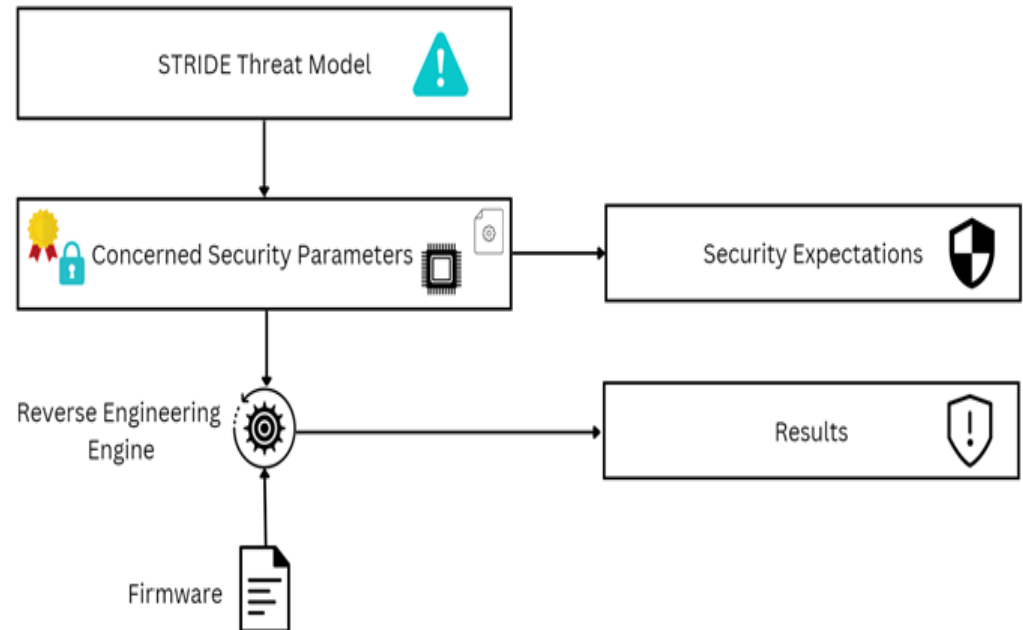 STRIDE Threat Model
Concerned Security Parameters
Security Expectations
Reverse Engineering
Engine
Results
Firmware